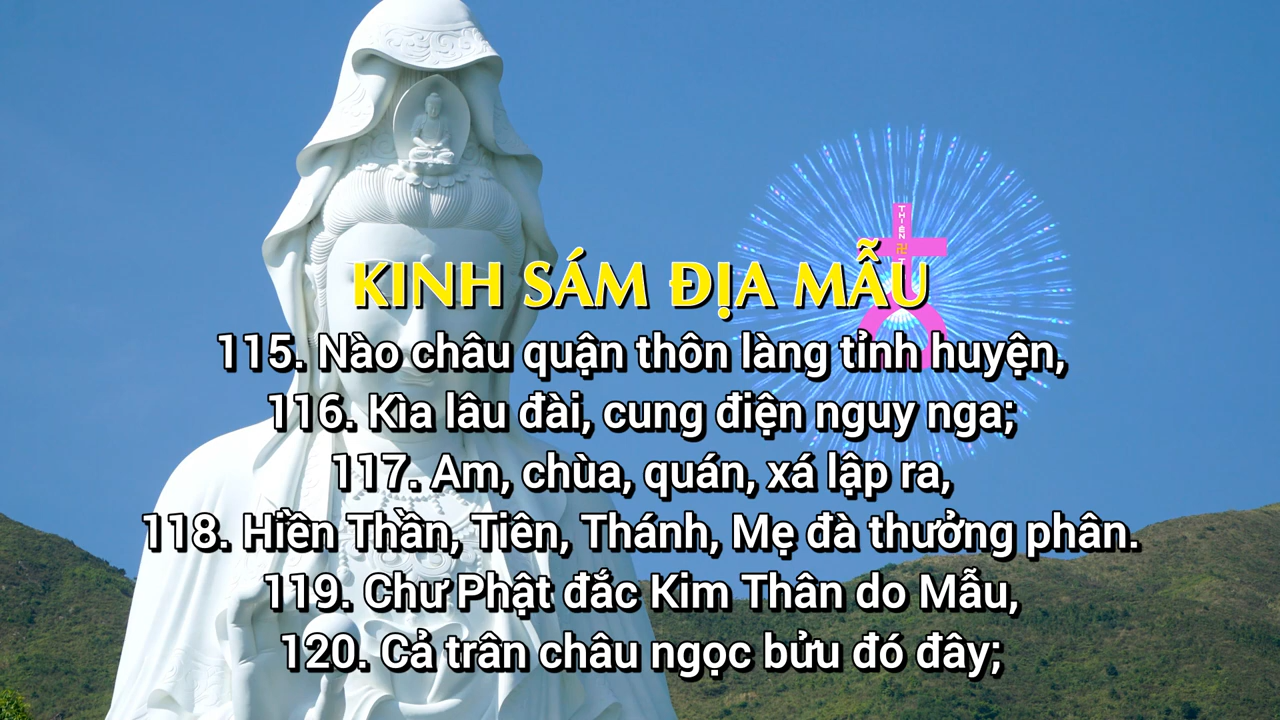 THIÊN
卍
T
KINH SÁM ĐỊA MẪU
115. Nào châu quận thôn làng tỉnh huyện,
116. Kìa lâu đài, cung điện nguy nga;
117. Am, chùa, quán, xá lập ra,
118. Hiền Thần, Tiên, Thánh, Mẹ đà thưởng phân.
119. Chư Phật đắc Kim Thân do Mẫu,
120. Cả trân châu ngọc bửu đó đây;